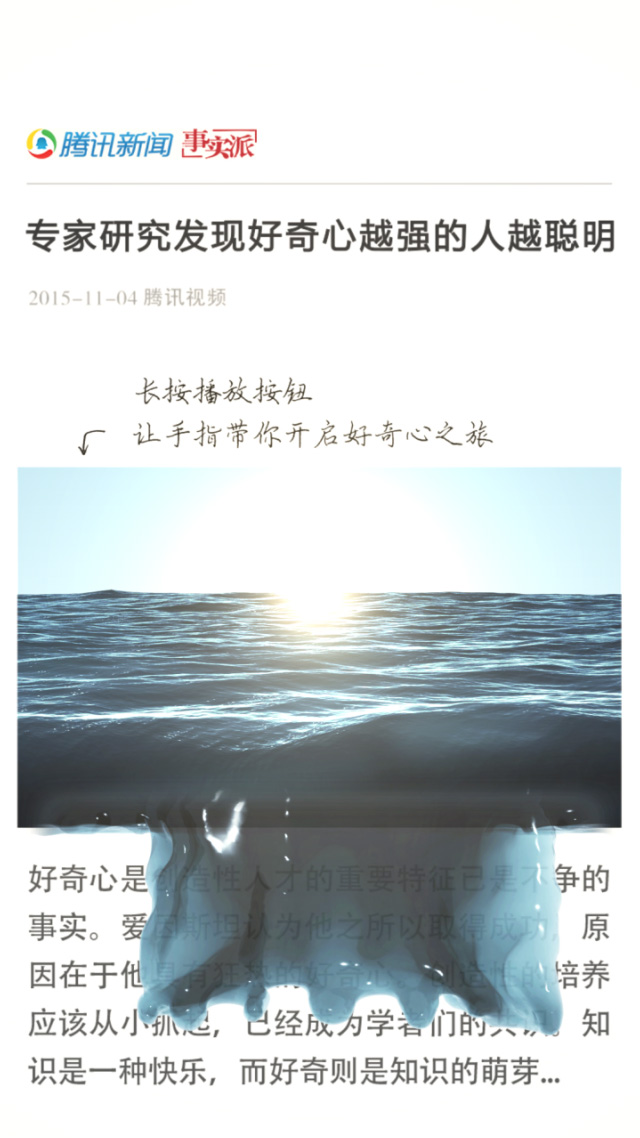 腾讯新闻 事实派
专家研究发现好奇心越强的人越聪明
2015-11-04 腾讯视频
长按播放按钮
让手指带你开启好奇心之旅
好奇心是创造性人才的重要特征已是不争的
事实。爱因斯坦认为他之所以取得成功，原
因在于他具有狂热的好奇心。创造性的培养
应该从小抓起，已经成为学者们的共识。知
识是一种快乐，而好奇则是知识的萌芽...